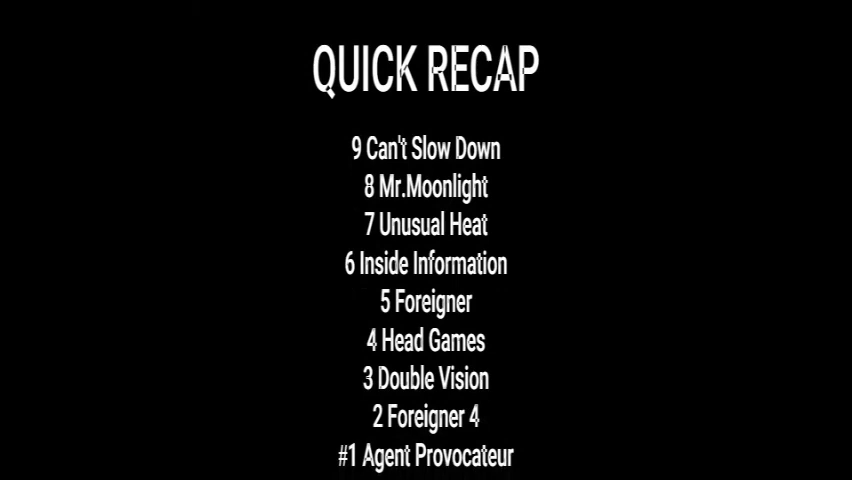 QUICK RECAP
9 Can't Slow Down
8 Mr.Moonlight
7 Unusual Heat
6 Inside Information
5 Foreigner
4 Head Games
3 Double Vision
2 Foreigner 4
#1 Agent Provocateur